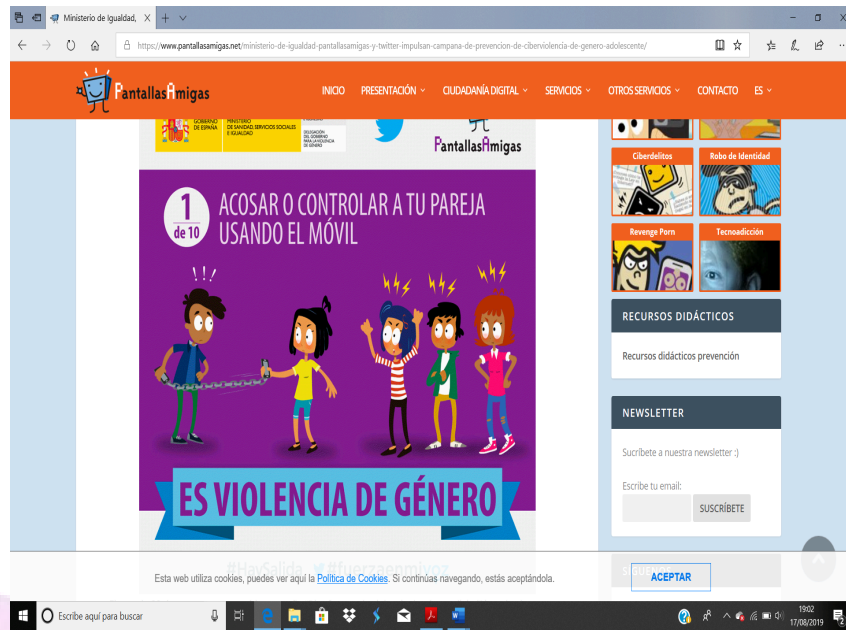 Ministerio de Igualdad,
https://www.pantallasamigas.net/ministerio-de-igualdad-pantallasamigas-y-twitter-impulsan-campana-de-prevencion-de-ciberviolencia-de-genero-adolescente/
PantallasAmigas
INICIO PRESENTACIÓN CIUDADANÍA DIGITAL SERVICIOS OTROS SERVICIOS CONTACTO ES
GOBIERNO
DE ESPAÑA
MINISTERIO
DE SANIDAD, SERVICIOS SOCIALES
E IGUALDAD
DELEGACIÓN
DEL GOBIERNO
PARA LA VIOLENCIA
DE GÉNERO
PantallasAmigas
1
de 10
ACOSAR O CONTROLAR A TU PAREJA
USANDO EL MÓVIL
!!!
ES VIOLENCIA DE GÉNERO
#HaySalida #fuerzaenmivoz
Ciberdelitos Robo de Identidad
Revenge Porn Tecnoadicción
RECURSOS DIDÁCTICOS
Recursos didácticos prevención
NEWSLETTER
Sucríbete a nuestra newsletter :)
Escribe tu email:
SUSCRÍBETE
Esta web utiliza cookies, puedes ver aquí la Política de Cookies. Si continúas navegando, estás aceptándola.
ACEPTAR
Escribe aquí para buscar
19:02
17/08/2019